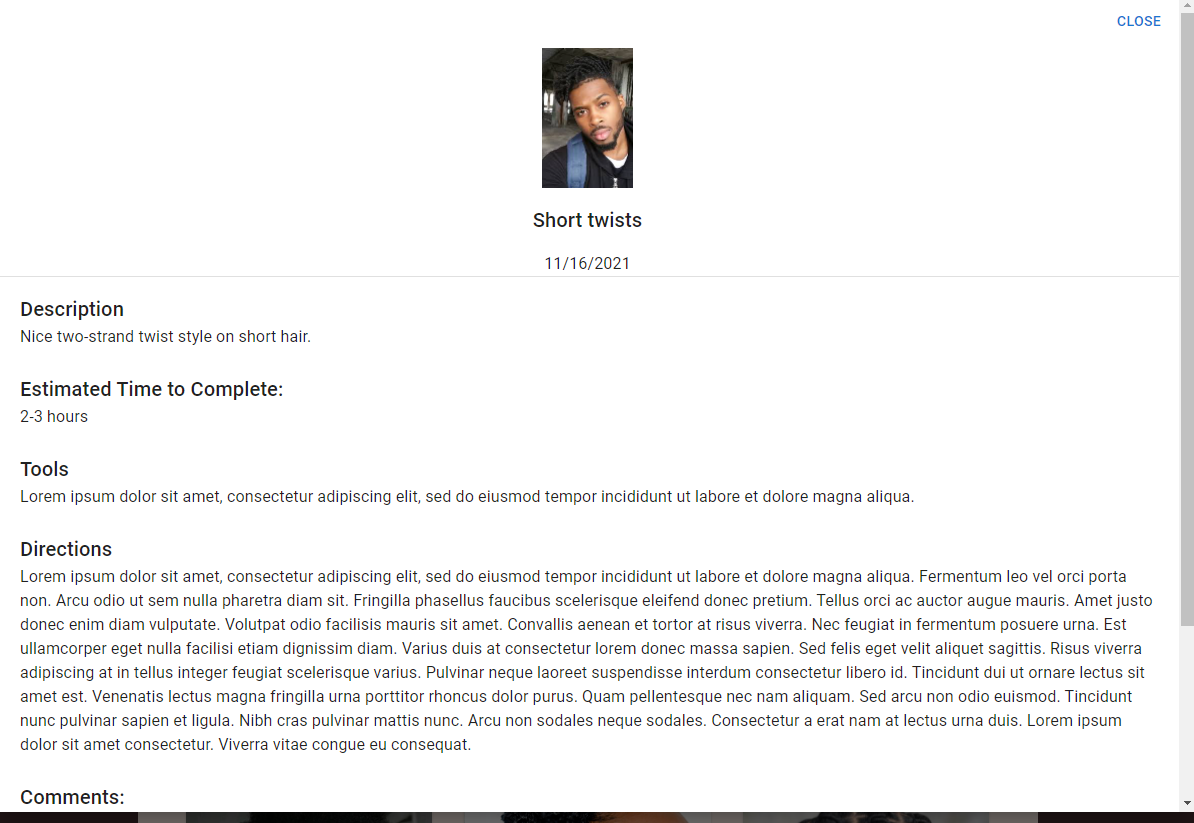 CLOSE
Short twists
11/16/2021
Description
Nice two-strand twist style on short hair.
Estimated Time to Complete:
2-3 hours
Tools
Lorem ipsum dolor sit amet, consectetur adipiscing elit, sed do eiusmod tempor incididunt ut labore et dolore magna aliqua.
Directions
Lorem ipsum dolor sit amet, consectetur adipiscing elit, sed do eiusmod tempor incididunt ut labore et dolore magna aliqua. Fermentum leo vel orci porta
non. Arcu odio ut sem nulla pharetra diam sit. Fringilla phasellus faucibus scelerisque eleifend donec pretium. Tellus orci ac auctor augue mauris. Amet justo
donec enim diam vulputate. Volutpat odio facilisis mauris sit amet. Convallis aenean et tortor at risus viverra. Nec feugiat in fermentum posuere urna. Est
ullamcorper eget nulla facilisi etiam dignissim diam. Varius duis at consectetur lorem donec massa sapien. Sed felis eget velit aliquet sagittis. Risus viverra
adipiscing at in tellus integer feugiat scelerisque varius. Pulvinar neque laoreet suspendisse interdum consectetur libero id. Tincidunt dui ut ornare lectus sit
amet est. Venenatis lectus magna fringilla urna porttitor rhoncus dolor purus. Quam pellentesque nec nam aliquam. Sed arcu non odio euismod. Tincidunt
nunc pulvinar sapien et ligula. Nibh cras pulvinar mattis nunc. Arcu non sodales neque sodales. Consectetur a erat nam at lectus urna duis. Lorem ipsum
dolor sit amet consectetur. Viverra vitae congue eu consequat.
Comments: